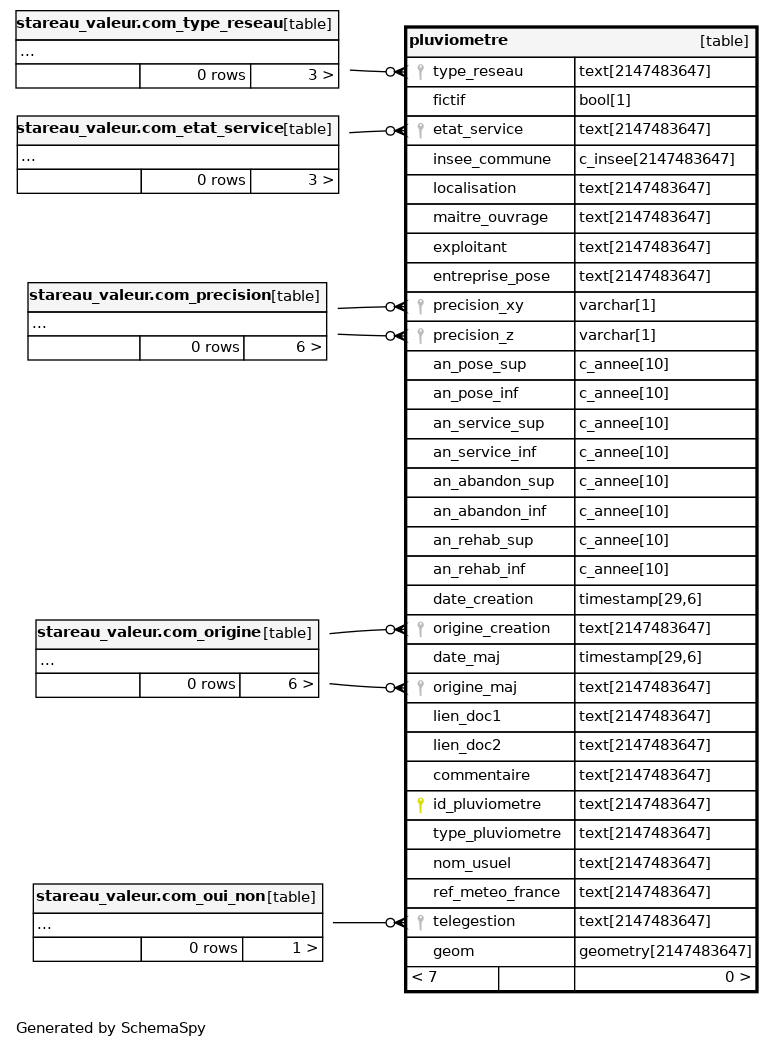 stareau_valeur.com_type_reseau[table]
...
0 rows 3 >
stareau_valeur.com_etat_service[table]
...
0 rows 3 >
stareau_valeur.com_precision[table]
...
0 rows 6 >
stareau_valeur.com_origine[table]
...
0 rows 6 >
stareau_valeur.com_oui_non[table]
...
0 rows 1 >
pluviometre [table]
type_reseau text[2147483647]
fictif bool[1]
etat_service text[2147483647]
insee_commune c_insee[2147483647]
localisation text[2147483647]
maitre_ouvrage text[2147483647]
exploitant text[2147483647]
entreprise_pose text[2147483647]
precision_xy varchar[1]
precision_z varchar[1]
an_pose_sup c_annee[10]
an_pose_inf c_annee[10]
an_service_sup c_annee[10]
an_service_inf c_annee[10]
an_abandon_sup c_annee[10]
an_abandon_inf c_annee[10]
an_rehab_sup c_annee[10]
an_rehab_inf c_annee[10]
date_creation timestamp[29,6]
origine_creation text[2147483647]
date_maj timestamp[29,6]
origine_maj text[2147483647]
lien_doc1 text[2147483647]
lien_doc2 text[2147483647]
commentaire text[2147483647]
id_pluviometre text[2147483647]
type_pluviometre text[2147483647]
nom_usuel text[2147483647]
ref_meteo_france text[2147483647]
telegestion text[2147483647]
geom geometry[2147483647]
< 7 0 >
Generated by SchemaSpy